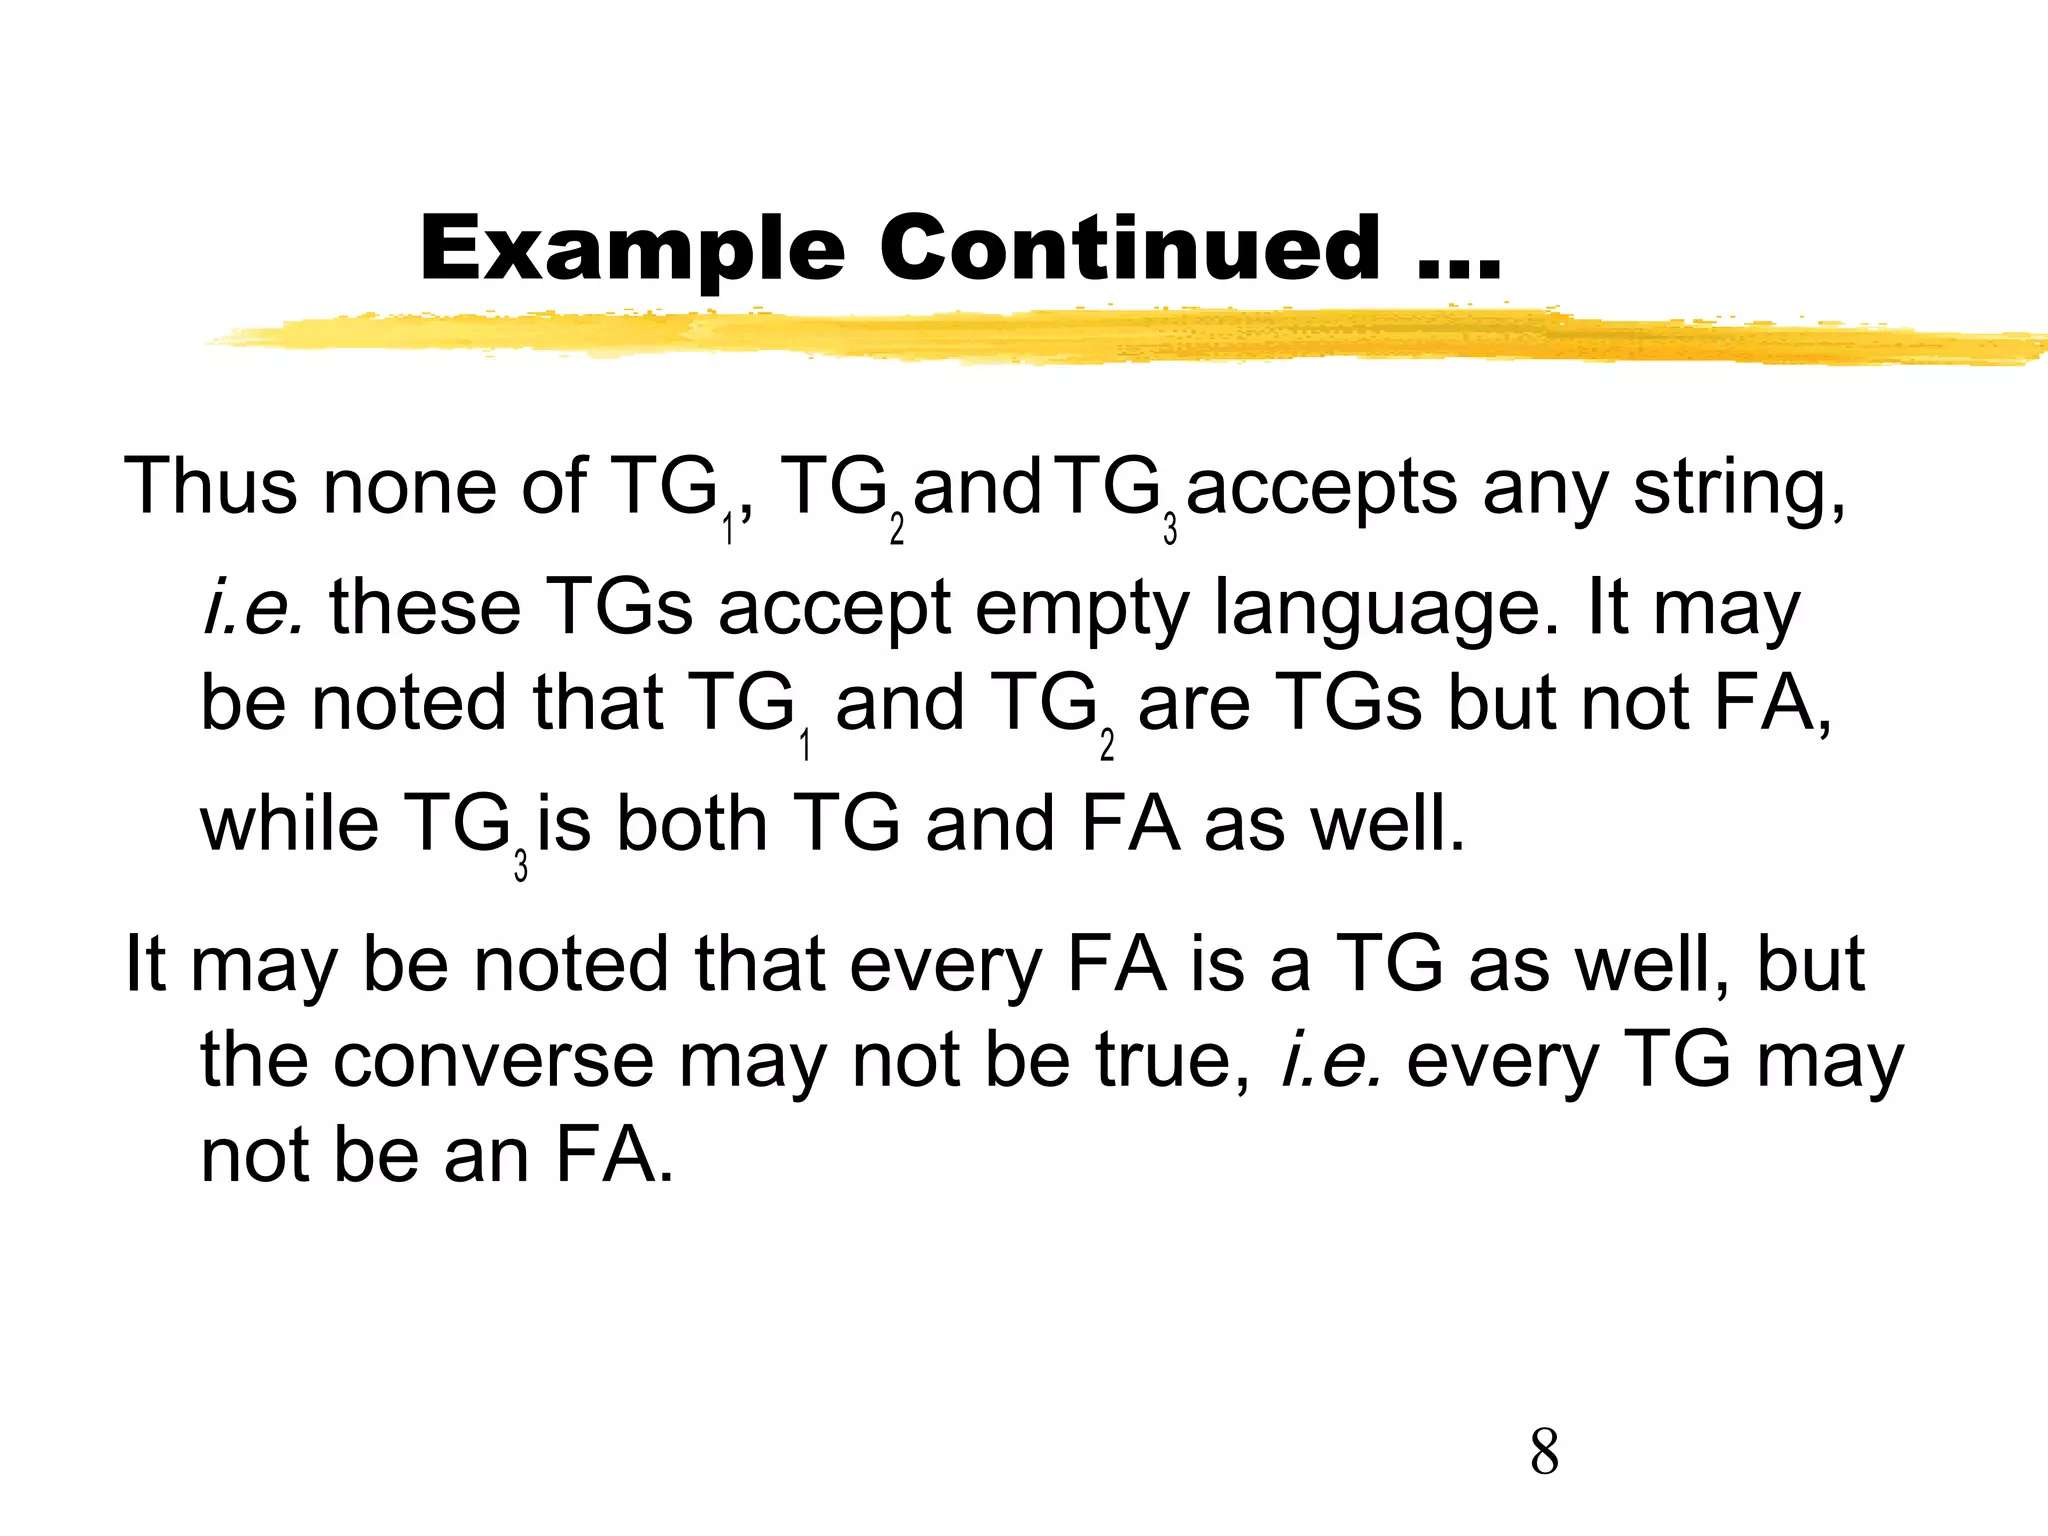 Example Continued ...
Thus none of TG1, TG2 and TG3 accepts any string,
i.e. these TGs accept empty language. It may
be noted that TG1 and TG2 are TGs but not FA,
while TG3 is both TG and FA as well.
It may be noted that every FA is a TG as well, but
the converse may not be true, i.e. every TG may
not be an FA.
8